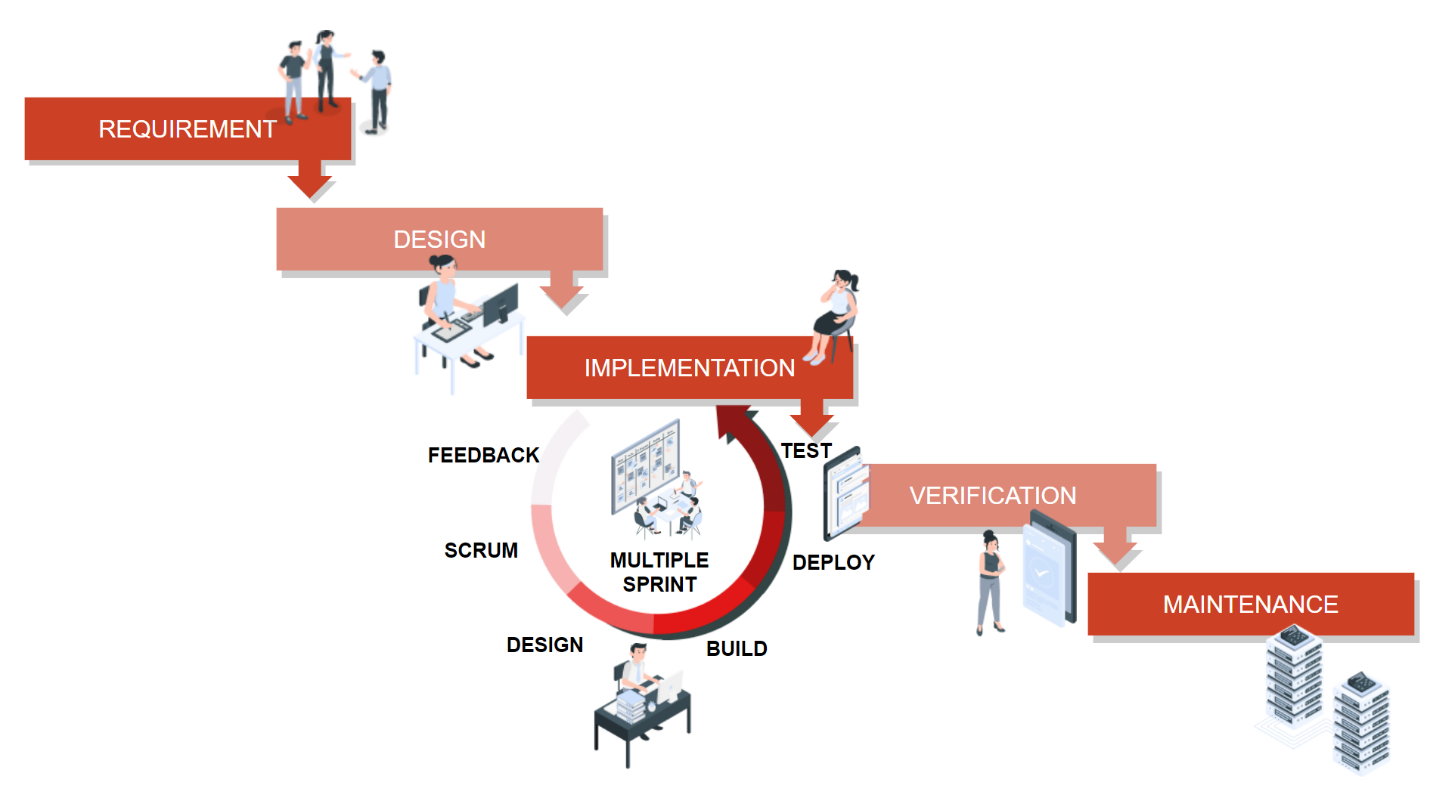 REQUIREMENT
DESIGN
IMPLEMENTATION
FEEDBACK
TEST
VERIFICATION
SCRUM
MULTIPLE
SPRINT
DEPLOY
MAINTENANCE
DESIGN
BUILD